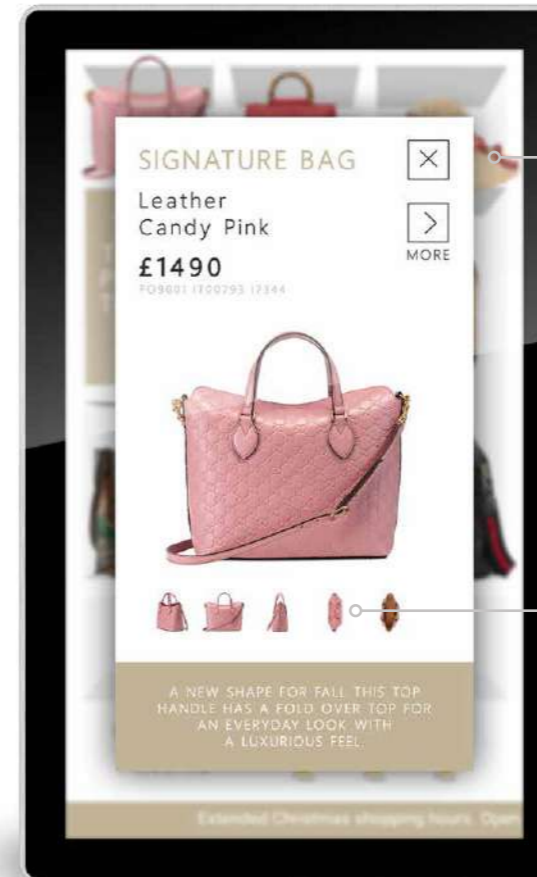 SIGNATURE BAG
Leather
Candy Pink
£1490
MORE
A NEW SHAPE FOR FALL THIS TOP
HANDLE HAS A FOLD OVER TOP FOR
AN EVERYDAY LOOK WITH
A LUXURIOUS FEEL.
Extended Christmas shopping hours. Open